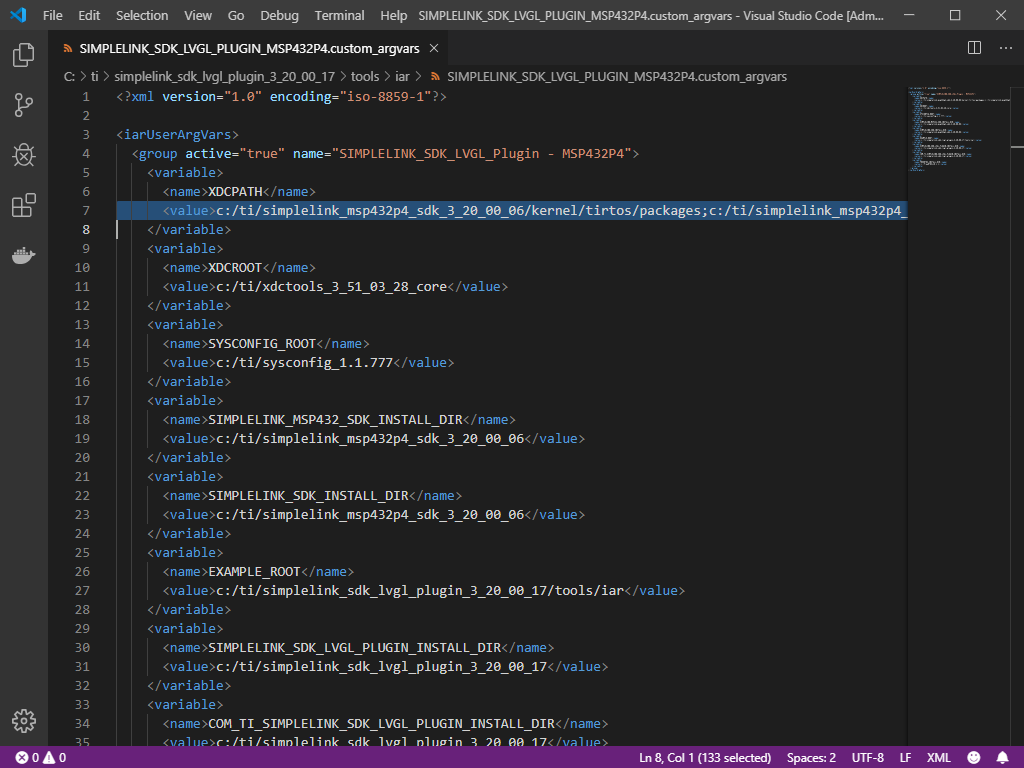 File Edit Selection View Go Debug Terminal Help SIMPLELINK_SDK_LVGL_PLUGIN_MSP432P4.custom_argvars - Visual Studio Code [Adm...
SIMPLELINK_SDK_LVGL_PLUGIN_MSP432P4.custom_argvars
C: > ti > simplelink_sdk_lvgl_plugin_3_20_00_17 > tools > iar > SIMPLELINK_SDK_LVGL_PLUGIN_MSP432P4.custom_argvars
1 <?xml version="1.0" encoding="iso-8859-1"?>
2
3 <iarUserArgVars>
4 <group active="true" name="SIMPLELINK_SDK_LVGL_Plugin - MSP432P4">
5 <variable>
6 <name>XDCPATH</name>
7 <value>c:/ti/simplelink_msp432p4_sdk_3_20_00_06/kernel/tirtos/packages;c:/ti/simplelink_msp432p4_
8 </variable>
9 <variable>
10 <name>XDCROOT</name>
11 <value>c:/ti/xdctools_3_51_03_28_core</value>
12 </variable>
13 <variable>
14 <name>SYSCONFIG_ROOT</name>
15 <value>c:/ti/sysconfig_1.1.777</value>
16 </variable>
17 <variable>
18 <name>SIMPLELINK_MSP432_SDK_INSTALL_DIR</name>
19 <value>c:/ti/simplelink_msp432p4_sdk_3_20_00_06</value>
20 </variable>
21 <variable>
22 <name>SIMPLELINK_SDK_INSTALL_DIR</name>
23 <value>c:/ti/simplelink_msp432p4_sdk_3_20_00_06</value>
24 </variable>
25 <variable>
26 <name>EXAMPLE_ROOT</name>
27 <value>c:/ti/simplelink_sdk_lvgl_plugin_3_20_00_17/tools/iar</value>
28 </variable>
29 <variable>
30 <name>SIMPLELINK_SDK_LVGL_PLUGIN_INSTALL_DIR</name>
31 <value>c:/ti/simplelink_sdk_lvgl_plugin_3_20_00_17</value>
32 </variable>
33 <variable>
34 <name>COM_TI_SIMPLELINK_SDK_LVGL_PLUGIN_INSTALL_DIR</name>
35 <value>c:/ti/simplelink_sdk_lvgl_plugin_3_20_00_17</value>
0 0 Ln 8, Col 1 (133 selected) Spaces: 2 UTF-8 LF XML